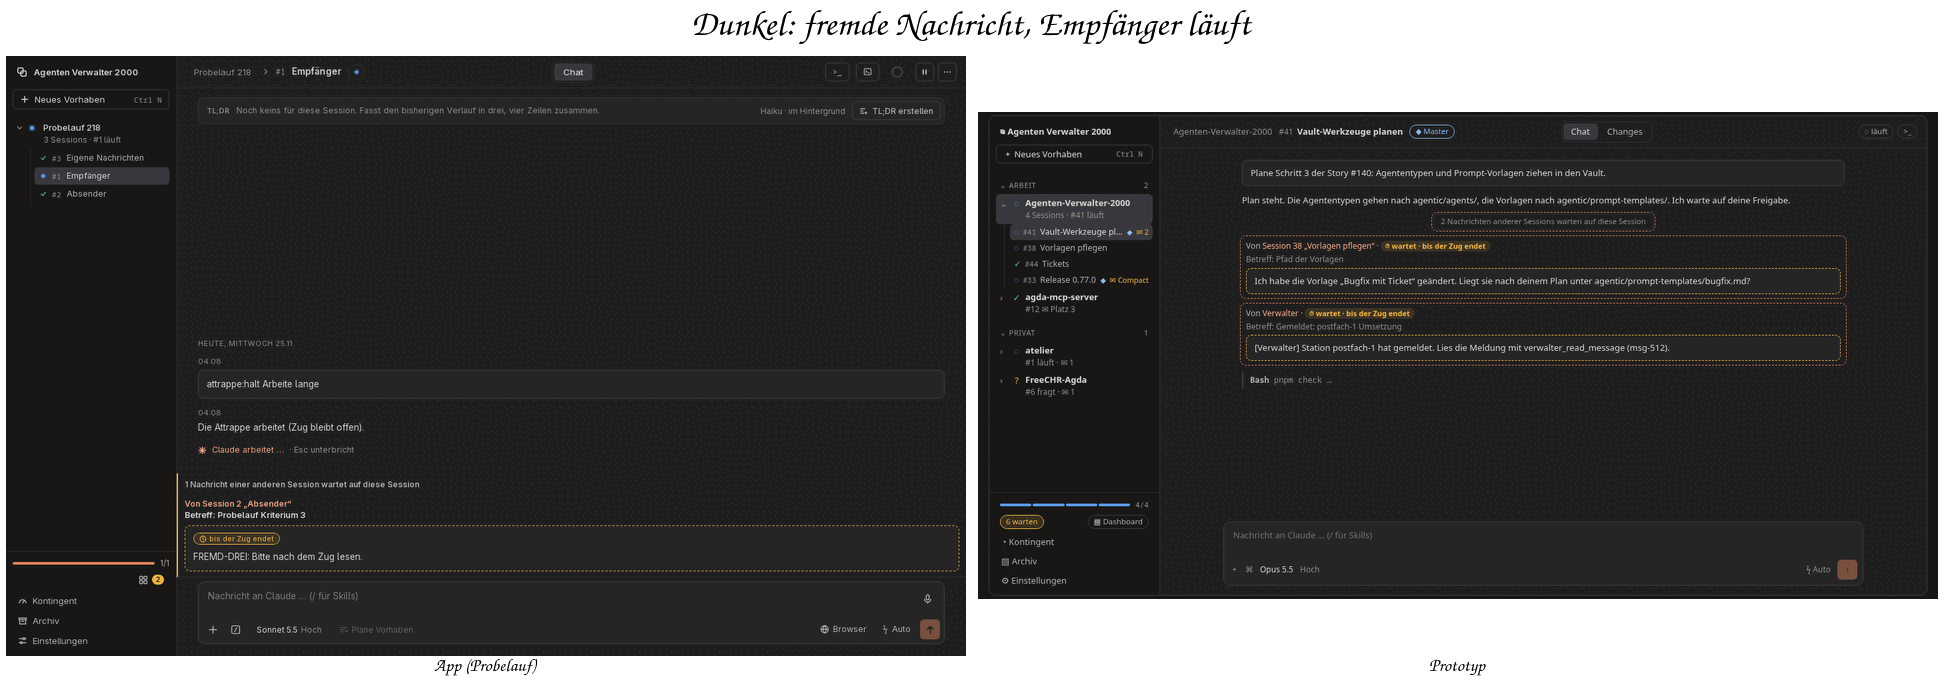 Dunkel: fremde Nachricht, Empfänger läuft
Agenten Verwalter 2000
Neues Vorhaben Ctrl N
Probelauf 218
3 Sessions · #1 läuft
#3 Eigene Nachrichten
#1 Empfänger
#2 Absender
1/1
2
Kontingent
Archiv
Einstellungen
Probelauf 218 > #1 Empfänger
Chat
TL;DR Noch keins für diese Session. Fasst den bisherigen Verlauf in drei, vier Zeilen zusammen.
Haiku · im Hintergrund TL;DR erstellen
HEUTE, MITTWOCH 25.11.
04:08
attrappe:halt Arbeite lange
04:08
Die Attrappe arbeitet (Zug bleibt offen).
Claude arbeitet … · Esc unterbricht
1 Nachricht einer anderen Session wartet auf diese Session
Von Session 2 „Absender“
Betreff: Probelauf Kriterium 3
bis der Zug endet
FREMD-DREI: Bitte nach dem Zug lesen.
Nachricht an Claude … (/ für Skills)
Sonnet 5.5 Hoch Plane Vorhaben
Browser Auto
App (Probelauf)
Agenten Verwalter 2000
+ Neues Vorhaben Ctrl N
ARBEIT 2
Agenten-Verwalter-2000
4 Sessions · #41 läuft
#41 Vault-Werkzeuge pl… ◆ ✉ 2
#38 Vorlagen pflegen
✓ #44 Tickets
#33 Release 0.77.0 ◆ ✉ Compact
✓ agda-mcp-server
#12 ✉ Platz 3
PRIVAT 1
atelier
#1 läuft · ✉ 1
? FreeCHR-Agda
#6 fragt · ✉ 1
4/4
6 warten Dashboard
Kontingent
Archiv
Einstellungen
Agenten-Verwalter-2000 #41 Vault-Werkzeuge planen ◆ Master
Chat Changes
läuft >_
Plane Schritt 3 der Story #140: Agententypen und Prompt-Vorlagen ziehen in den Vault.
Plan steht. Die Agententypen gehen nach agentic/agents/, die Vorlagen nach agentic/prompt-templates/. Ich warte auf deine Freigabe.
2 Nachrichten anderer Sessions warten auf diese Session
Von Session 38 „Vorlagen pflegen“ · wartet · bis der Zug endet
Betreff: Pfad der Vorlagen
Ich habe die Vorlage „Bugfix mit Ticket“ geändert. Liegt sie nach deinem Plan unter agentic/prompt-templates/bugfix.md?
Von Verwalter · wartet · bis der Zug endet
Betreff: Gemeldet: postfach-1 Umsetzung
[Verwalter] Station postfach-1 hat gemeldet. Lies die Meldung mit verwalter_read_message (msg-512).
Bash pnpm check …
Nachricht an Claude … (/ für Skills)
+ ⌘ Opus 5.5 Hoch
Auto
Prototyp